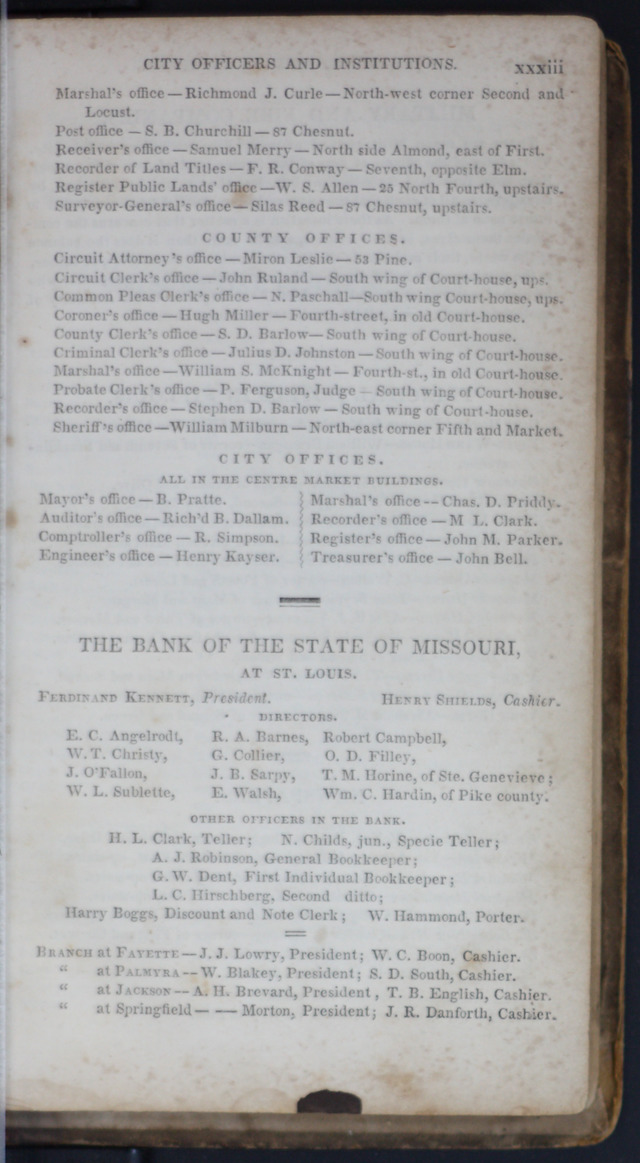 CITY OFFICERS AND INSTITUTIONS. xxxiii
Marshal's office — Richmond J. Curle — North-west corner Second and
Locust.
Post office — S. B. Churchill — 87 Chesnut.
Receiver's office — Samuel Merry — North side Almond, east of First.
Recorder of Land Titles — F. R. Conway — Seventh, opposite Elm.
Register Public Lands' office — W. S. Allen — 25 North Fourth, upstairs.
Surveyor-General's office — Silas Reed — 87 Chesnut, upstairs.
COUNTY OFFICES.
Circuit Attorney's office — Miron Leslie — 53 Pine.
Circuit Clerk's office — John Ruland — South wing of Court-house, ups.
Common Pleas Clerk's office — N. Paschall — South wing Court-house, ups.
Coroner's office — Hugh Miller — Fourth-street, in old Court-house.
County Clerk's office — S. D. Barlow — South wing of Court-house.
Criminal Clerk's office — Julius D. Johnston — South wing of Court-house.
Marshal's office — William S. McKnight — Fourth-st., in old Court-house.
Probate Clerk's office — P. Ferguson, Judge — South wing of Court-house.
Recorder's office — Stephen D. Barlow — South wing of Court-house.
Sheriff's office — William Milburn — North-east corner Fifth and Market.
CITY OFFICES.
ALL IN THE CENTRE MARKET BUILDINGS.
Mayor's office — B. Pratte.
Auditor's office — Rich'd B. Dallam.
Comptroller's office — R. Simpson.
Engineer's office — Henry Kayser.
Marshal's office — Chas. D. Priddy.
Recorder's office — M L. Clark.
Register's office — John M. Parker.
Treasurer's office — John Bell.
THE BANK OF THE STATE OF MISSOURI,
AT ST. LOUIS.
FERDINAND KENNETT, President. HENRY SHIELDS, Cashier.
DIRECTORS.
E. C. Angelrodt, R. A. Barnes, Robert Campbell,
W. T. Christy, G. Collier, O. D. Filley,
J. O'Fallon, J. B. Sarpy, T. M. Horine, of Ste. Genevieve;
W. L. Sublette, E. Walsh, Wm. C. Hardin, of Pike county.
OTHER OFFICERS IN THE BANK.
H. L. Clark, Teller; N. Childs, jun., Specie Teller;
A. J. Robinson, General Bookkeeper;
G. W. Dent, First Individual Bookkeeper;
L. C. Hirschberg, Second ditto;
Harry Boggs, Discount and Note Clerk; W. Hammond, Porter.
BRANCH at FAYETTE — J. J. Lowry, President; W. C. Boon, Cashier.
“ at PALMYRA — W. Blakey, President; S. D. South, Cashier.
“ at JACKSON — A. H. Brevard, President, T. B. English, Cashier.
“ at Springfield — — Morton, President; J. R. Danforth, Cashier.